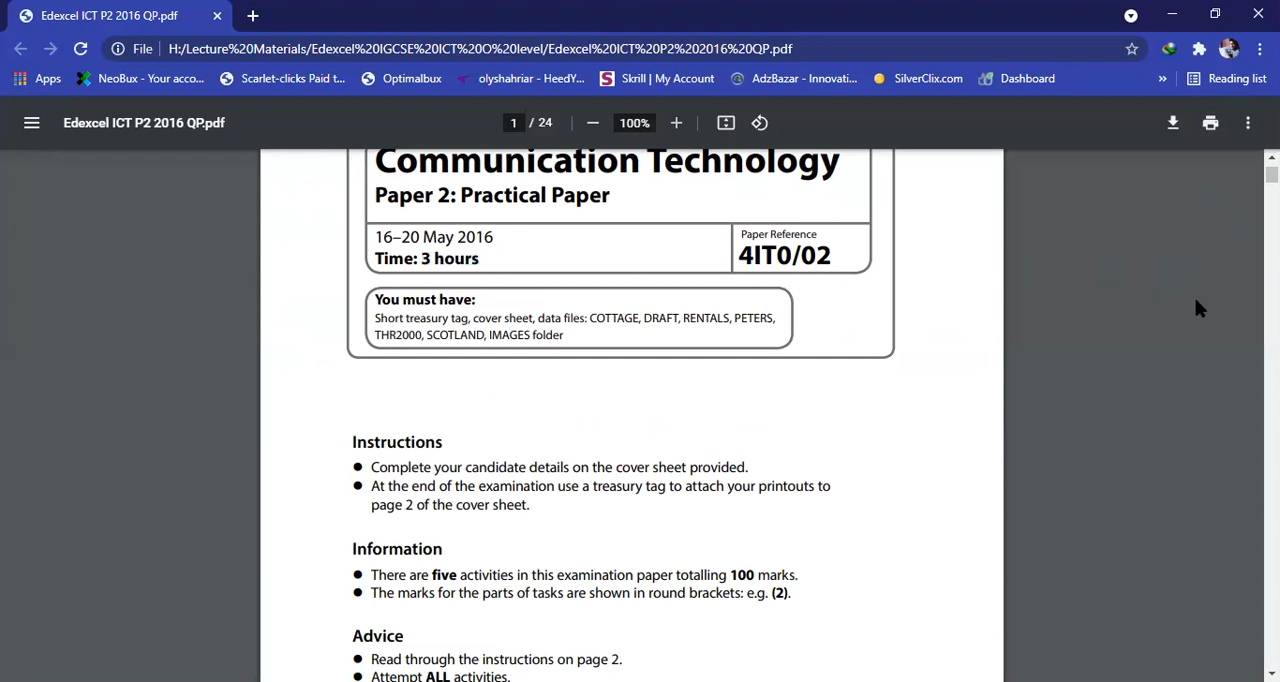 Edexcel ICT P2 2016 QP.pdf
File
H:/Lecture%20Materials/Edexcel%20IGCSE%20ICT%20O%20level/Edexcel%20ICT%20P2%202016%20QP.pdf
Apps NeoBux - Your acco... Scarlet-clicks Paid t... Optimalbux olyshahriar - HeedY... Skrill | My Account AdzBazar - Innovati... SilverClix.com Dashboard » Reading list
Edexcel ICT P2 2016 QP.pdf 1 / 24 100%
Communication Technology
Paper 2: Practical Paper
16–20 May 2016
Time: 3 hours
Paper Reference
4IT0/02
You must have:
Short treasury tag, cover sheet, data files: COTTAGE, DRAFT, RENTALS, PETERS,
THR2000, SCOTLAND, IMAGES folder
Instructions
● Complete your candidate details on the cover sheet provided.
● At the end of the examination use a treasury tag to attach your printouts to
page 2 of the cover sheet.
Information
● There are five activities in this examination paper totalling 100 marks.
● The marks for the parts of tasks are shown in round brackets: e.g. (2).
Advice
● Read through the instructions on page 2.
● Attempt ALL activities.